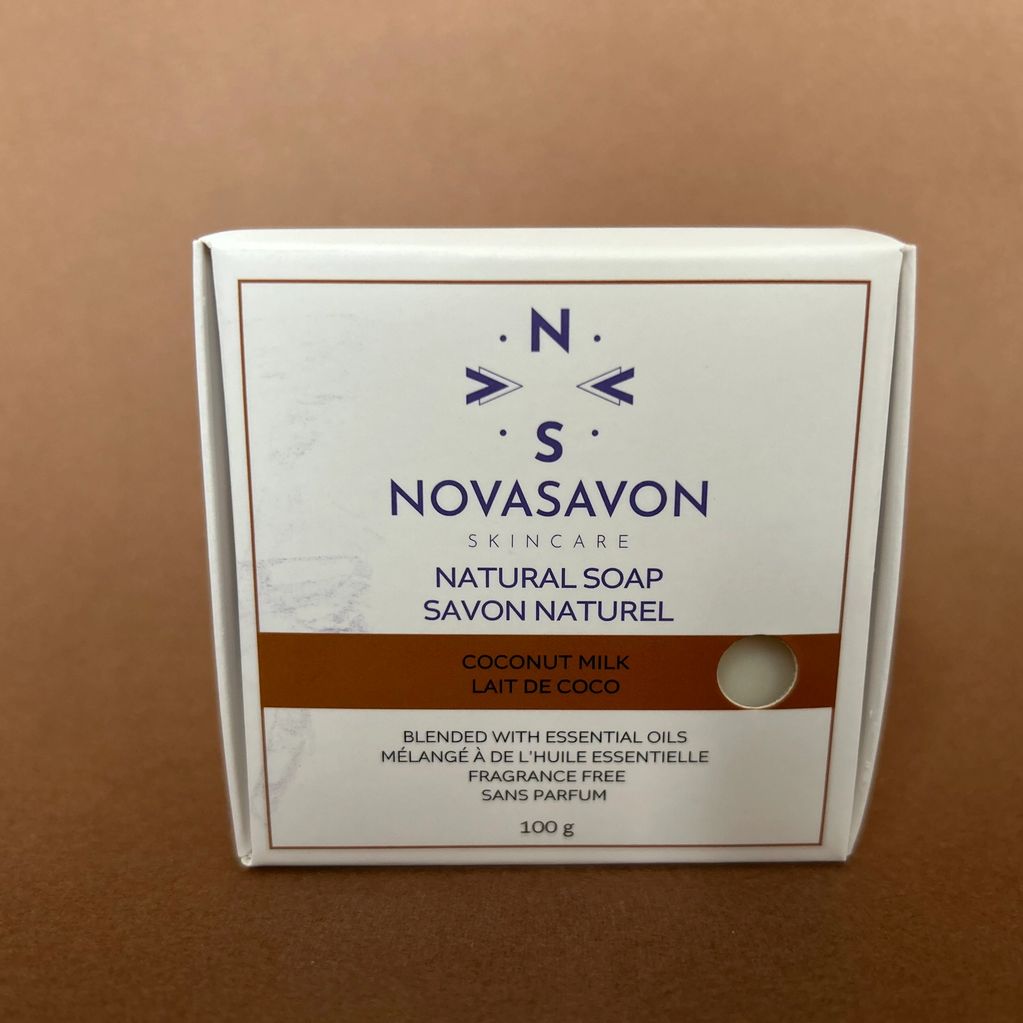 N
S
NOVASAVON
SKINCARE
NATURAL SOAP
SAVON NATUREL
COCONUT MILK
LAIT DE COCO
BLENDED WITH ESSENTIAL OILS
MÉLANGÉ À DE L'HUILE ESSENTIELLE
FRAGRANCE FREE
SANS PARFUM
100 g